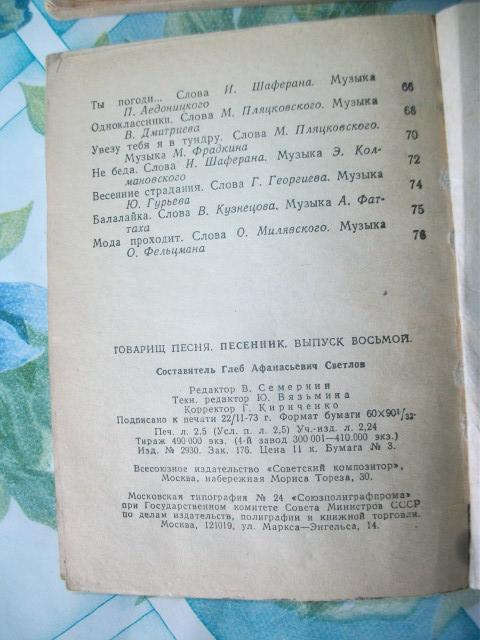 Ты погоди... Слова И. Шаферана. Музыка
П. Аедоницкого 66
Одноклассники. Слова М. Пляцковского. Музыка
В. Дмитриева 68
Увезу тебя я в тундру. Слова М. Пляцковского.
Музыка М. Фрадкина 70
Не беда. Слова И. Шаферана. Музыка Э. Кол-
мановского 72
Весенние страдания. Слова Г. Георгиева. Музыка
Ю. Гурьева 74
Балалайка. Слова В. Кузнецова. Музыка А. Фат-
таха 75
Мода проходит. Слова О. Милявского. Музыка
О. Фельцмана 76
ТОВАРИЩ ПЕСНЯ. ПЕСЕННИК. ВЫПУСК ВОСЬМОЙ.
Составитель Глеб Афанасьевич Светлов
Редактор В. Семернин
Техн. редактор Ю. Вязьмина
Корректор Г. Кириченко
Подписано к печати 22/II-73 г. Формат бумаги 60×90 1/32.
Печ. л. 2,5 (Усл. п. л. 2,5) Уч.-изд. л. 2,24
Тираж 490 000 экз. (4-й завод 300 001—410.000 экз.)
Изд. № 2930. Зак. 176. Цена 11 к. Бумага № 3.
Всесоюзное издательство «Советский композитор»,
Москва, набережная Мориса Тореза, 30.
Московская типография № 24 «Союзполиграфпрома»
при Государственном комитете Совета Министров СССР
по делам издательств, полиграфии и книжной торговли.
Москва, 121019, ул. Маркса—Энгельса, 14.